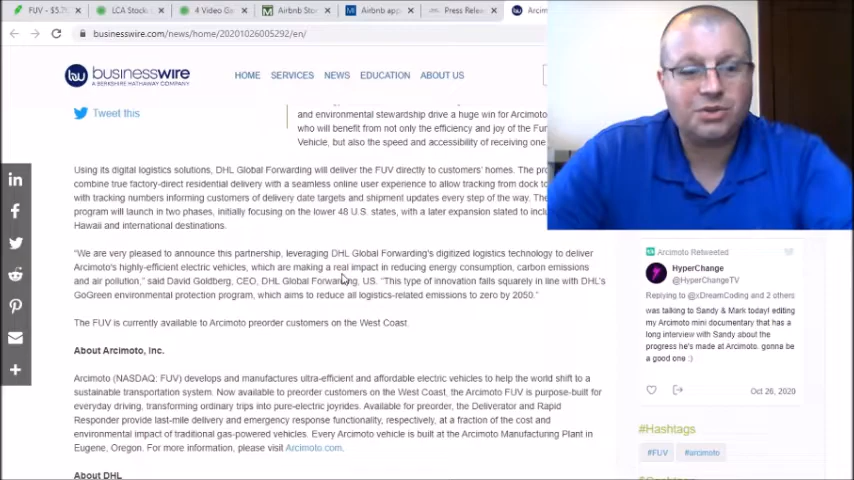 FUV - $5.7
LCA Stock
4 Video Ga
Airbnb Sto
Airbnb app
Press Relea
Arcim
businesswire.com/news/home/20201026005292/en/
businesswire
A BERKSHIRE HATHAWAY COMPANY
HOME SERVICES NEWS EDUCATION ABOUT US
Tweet this
and environmental stewardship drive a huge win for Arcimoto
who will benefit from not only the efficiency and joy of the Fun
Vehicle, but also the speed and accessibility of receiving one
Using its digital logistics solutions, DHL Global Forwarding will deliver the FUV directly to customers' homes. The pro
combine true factory-direct residential delivery with a seamless online user experience to allow tracking from dock to
with tracking numbers informing customers of delivery date targets and shipment updates every step of the way. The
program will launch in two phases, initially focusing on the lower 48 U.S. states, with a later expansion slated to inclu
Hawaii and international destinations.
"We are very pleased to announce this partnership, leveraging DHL Global Forwarding's digitized logistics technology to deliver
Arcimoto's highly-efficient electric vehicles, which are making a real impact in reducing energy consumption, carbon emissions
and air pollution," said David Goldberg, CEO, DHL Global Forwarding, US. "This type of innovation falls squarely in line with DHL's
GoGreen environmental protection program, which aims to reduce all logistics-related emissions to zero by 2050."
The FUV is currently available to Arcimoto preorder customers on the West Coast.
About Arcimoto, Inc.
Arcimoto (NASDAQ: FUV) develops and manufactures ultra-efficient and affordable electric vehicles to help the world shift to a
sustainable transportation system. Now available to preorder customers on the West Coast, the Arcimoto FUV is purpose-built for
everyday driving, transforming ordinary trips into pure-electric joyrides. Available for preorder, the Deliverator and Rapid
Responder provide last-mile delivery and emergency response functionality, respectively, at a fraction of the cost and
environmental impact of traditional gas-powered vehicles. Every Arcimoto vehicle is built at the Arcimoto Manufacturing Plant in
Eugene, Oregon. For more information, please visit Arcimoto.com.
About DHL
Arcimoto Retweeted
HyperChange
@HyperChangeTV
Replying to @xDreamCoding and 2 others
was talking to Sandy & Mark today! editing
my Arcimoto mini documentary that has a
long interview with Sandy about the
progress he's made at Arcimoto. gonna be
a good one :)
Oct 26, 2020
#Hashtags
#FUV
#arcimoto